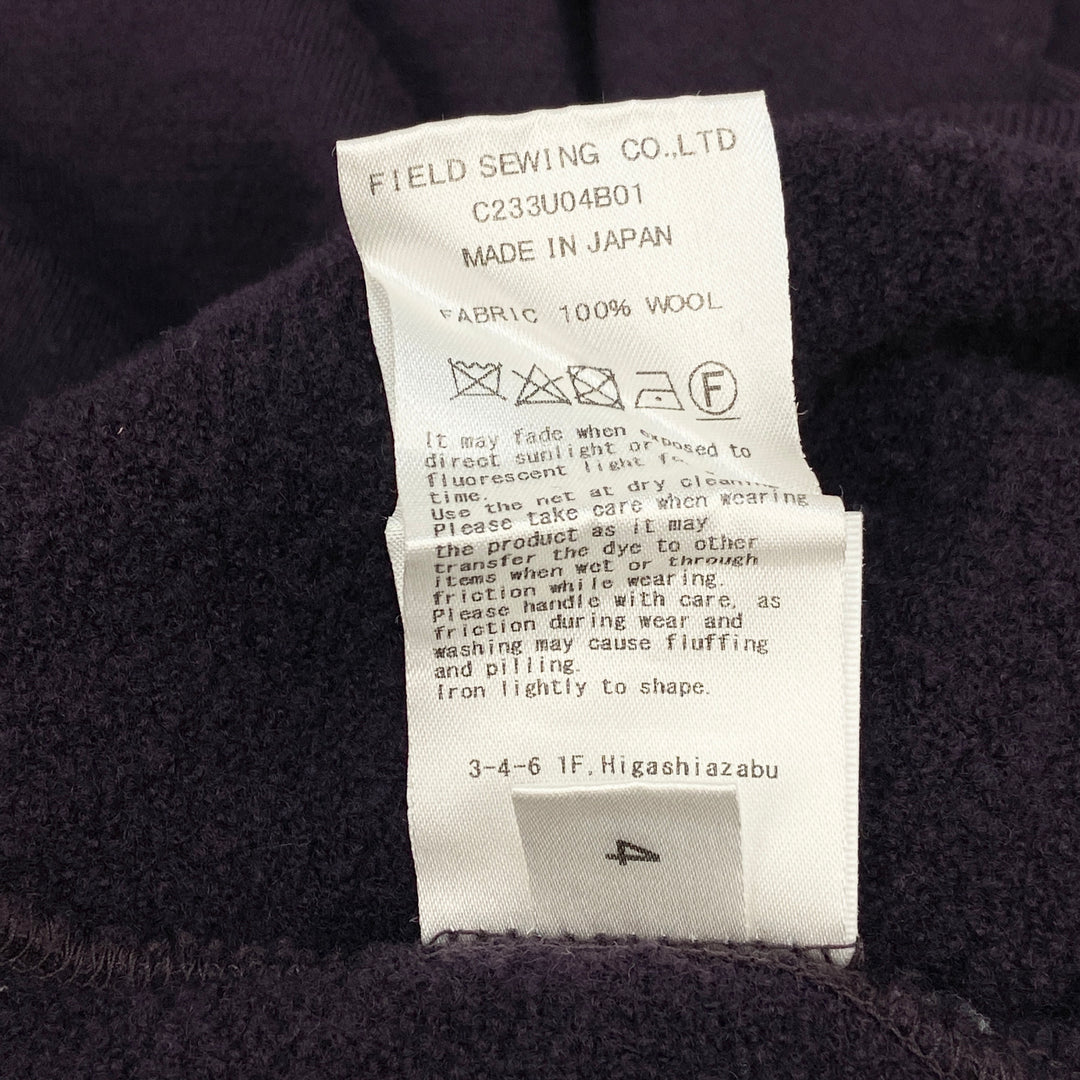 FIELD SEWING CO.,LTD
C233U04B01
MADE IN JAPAN
FABRIC 100% WOOL
F
It may fade when exposed to
direct sunlight or
fluorescent light
time.
Use the net at dry
Please take care when wearing
the product as it may
transfer the dye to other
items when wet or through
friction while wearing.
Please handle with care, as
friction during wear and
washing may cause fluffing
and pilling.
Iron lightly to shape.
3-4-6 1F, Higashiazabu
4